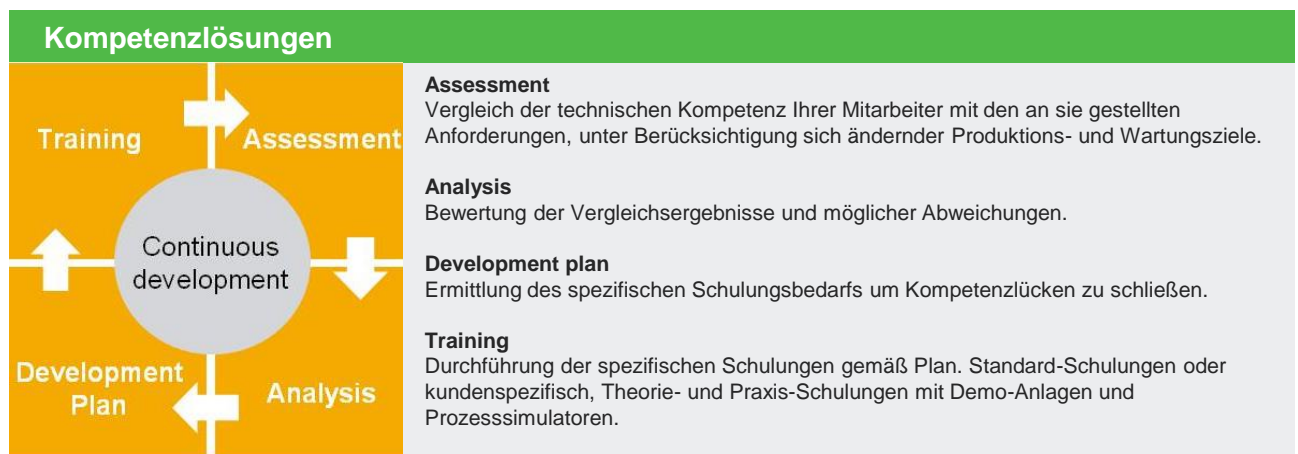 Kompetenzlösungen
Training
Assessment
Continuous
development
Development
Plan
Analysis
Assessment
Vergleich der technischen Kompetenz Ihrer Mitarbeiter mit den an sie gestellten
Anforderungen, unter Berücksichtigung sich ändernder Produktions- und Wartungsziele.
Analysis
Bewertung der Vergleichsergebnisse und möglicher Abweichungen.
Development plan
Ermittlung des spezifischen Schulungsbedarfs um Kompetenzlücken zu schließen.
Training
Durchführung der spezifischen Schulungen gemäß Plan. Standard-Schulungen oder
kundenspezifisch, Theorie- und Praxis-Schulungen mit Demo-Anlagen und
Prozesssimulatoren.